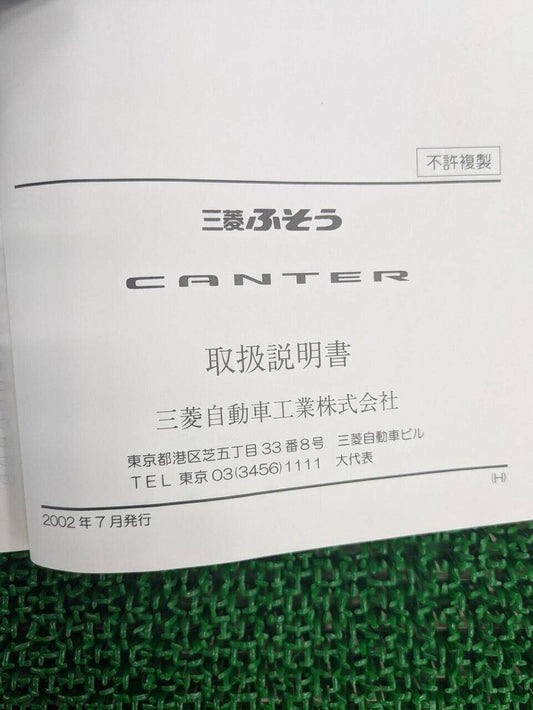 不許複製
三菱ふそう
CANTER
取扱説明書
三菱自動車工業株式会社
東京都港区芝五丁目33番8号 三菱自動車ビル
TEL 東京 03(3456)1111 大代表
(H)
2002年7月発行